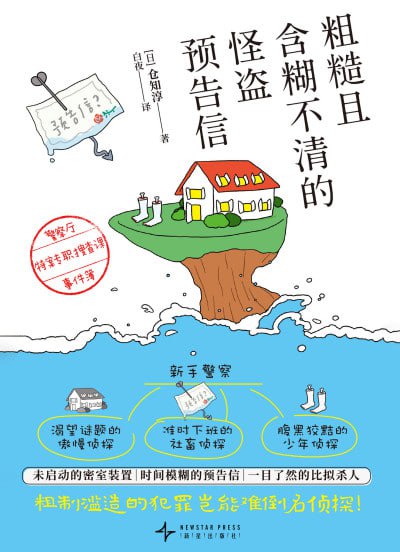 粗糙且
含糊不清的
怪盗
预告信
[日]仓知淳 著
白夜 译
预告信?
警察厅
特案专职搜查课
事件簿
新手警察
预告信?
渴望谜题的
傲慢侦探
准时下班的
社畜侦探
腹黑狡黠的
少年侦探
未启动的密室装置|时间模糊的预告信|一目了然的比拟杀人
粗制滥造的犯罪岂能难倒名侦探!
NEWSTAR PRESS
新星出版社